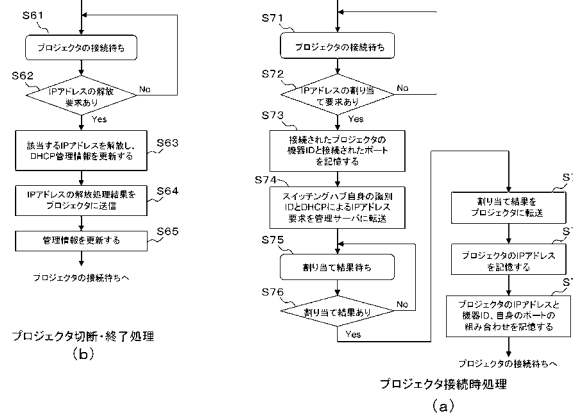 S61
プロジェクタの接続待ち
S62
IPアドレスの解放
要求あり
No
Yes
S63
該当するIPアドレスを解放し、
DHCP管理情報を更新する
S64
IPアドレスの解放処理結果を
プロジェクタに送信
S65
管理情報を更新する
プロジェクタの接続待ちへ
プロジェクタ切断・終了処理
(b)
S71
プロジェクタの接続待ち
S72
IPアドレスの割り当
て要求あり
No
Yes
S73
接続されたプロジェクタの
機器IDと接続されたポート
を記憶する
S74
スイッチングハブ自身の識別
IDとDHCPによるIPアドレス
要求を管理サーバに転送
S75
割り当て結果待ち
S76
割り当て結果あり
No
Yes
割り当て結果を
プロジェクタに転送
プロジェクタのIPアドレス
を記憶する
プロジェクタのIPアドレスと
機器ID、自身のポートの
組み合わせを記憶する
プロジェクタの接続待ちへ
プロジェクタ接続時処理
(a)